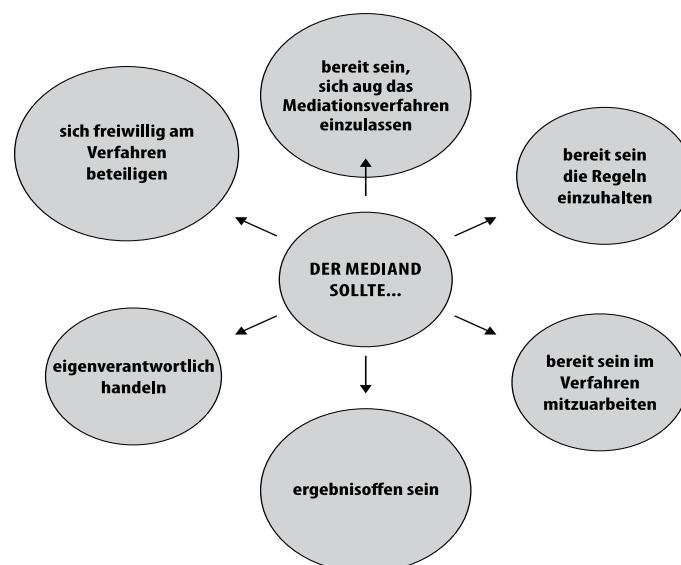 bereit sein,
sich aug das
Mediationsverfahren
einzulassen
sich freiwillig am
Verfahren
beteiligen
bereit sein
die Regeln
einzuhalten
DER MEDIAND
SOLLTE...
eigenverantwortlich
handeln
bereit sein im
Verfahren
mitzuarbeiten
ergebnisoffen sein